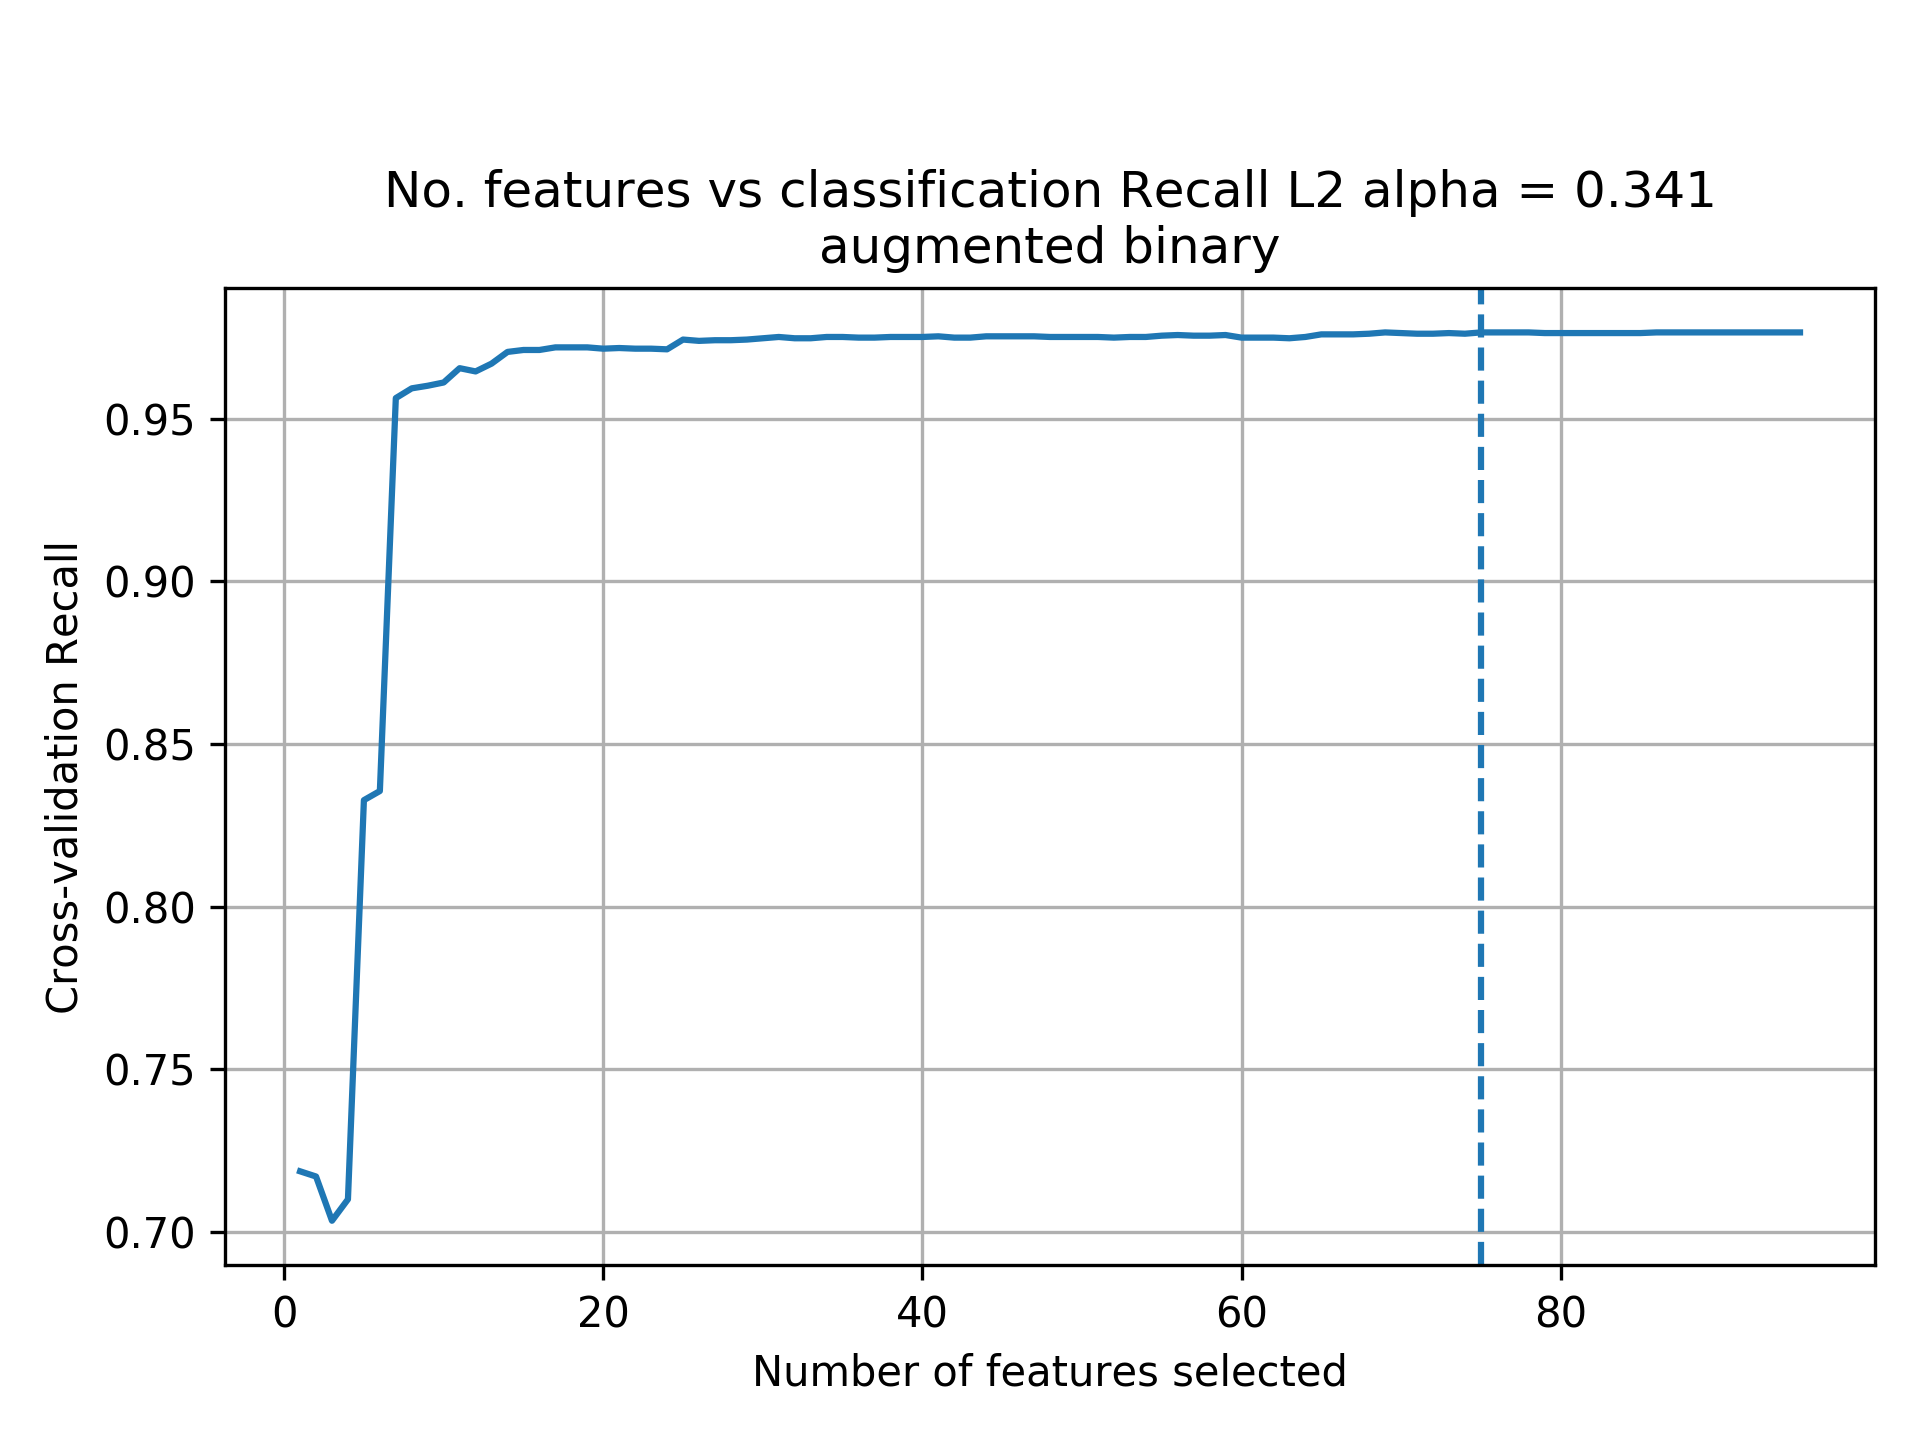 No. features vs classification Recall L2 alpha = 0.341
augmented binary
Cross-validation Recall
0.95
0.90
0.85
0.80
0.75
0.70
0
20
40
60
80
Number of features selected